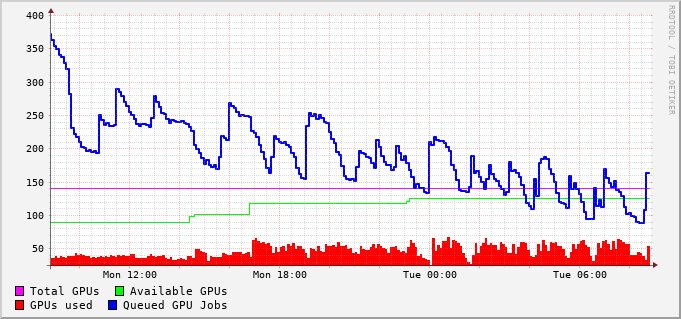 400
350
300
250
200
150
100
50
Mon 12:00 Mon 18:00 Tue 00:00 Tue 06:00
Total GPUs Available GPUs
GPUs used Queued GPU Jobs
RRDTOOL / TOBI OETIKER